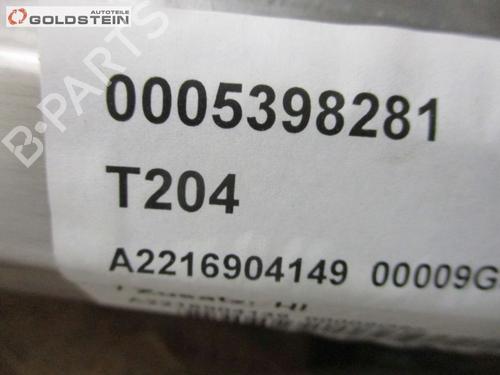 AUTOTEILE
GOLDSTEIN
B-PARTS
0005398281
T204
A2216904149 00009G